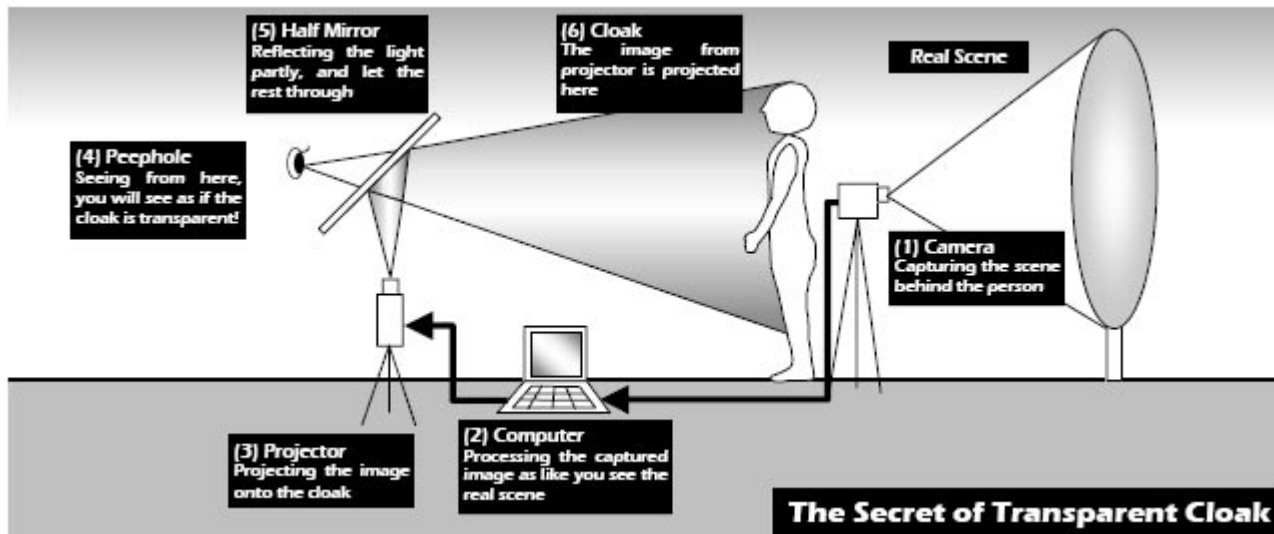 (5) Half Mirror
Reflecting the light
partly, and let the
rest through
(6) Cloak
The image from
projector is projected
here
Real Scene
(4) Peephole
Seeing from here,
you will see as if the
cloak is transparent!
(1) Camera
Capturing the scene
behind the person
(3) Projector
Projecting the image
onto the cloak
(2) Computer
Processing the captured
image as like you see the
real scene
The Secret of Transparent Cloak